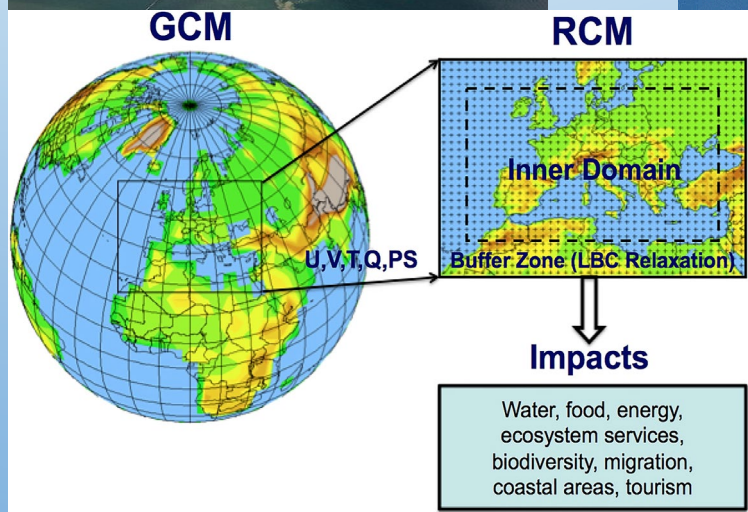 GCM
RCM
Inner Domain
U,V,T,Q,PS
Buffer Zone (LBC Relaxation)
Impacts
Water, food, energy,
ecosystem services,
biodiversity, migration,
coastal areas, tourism